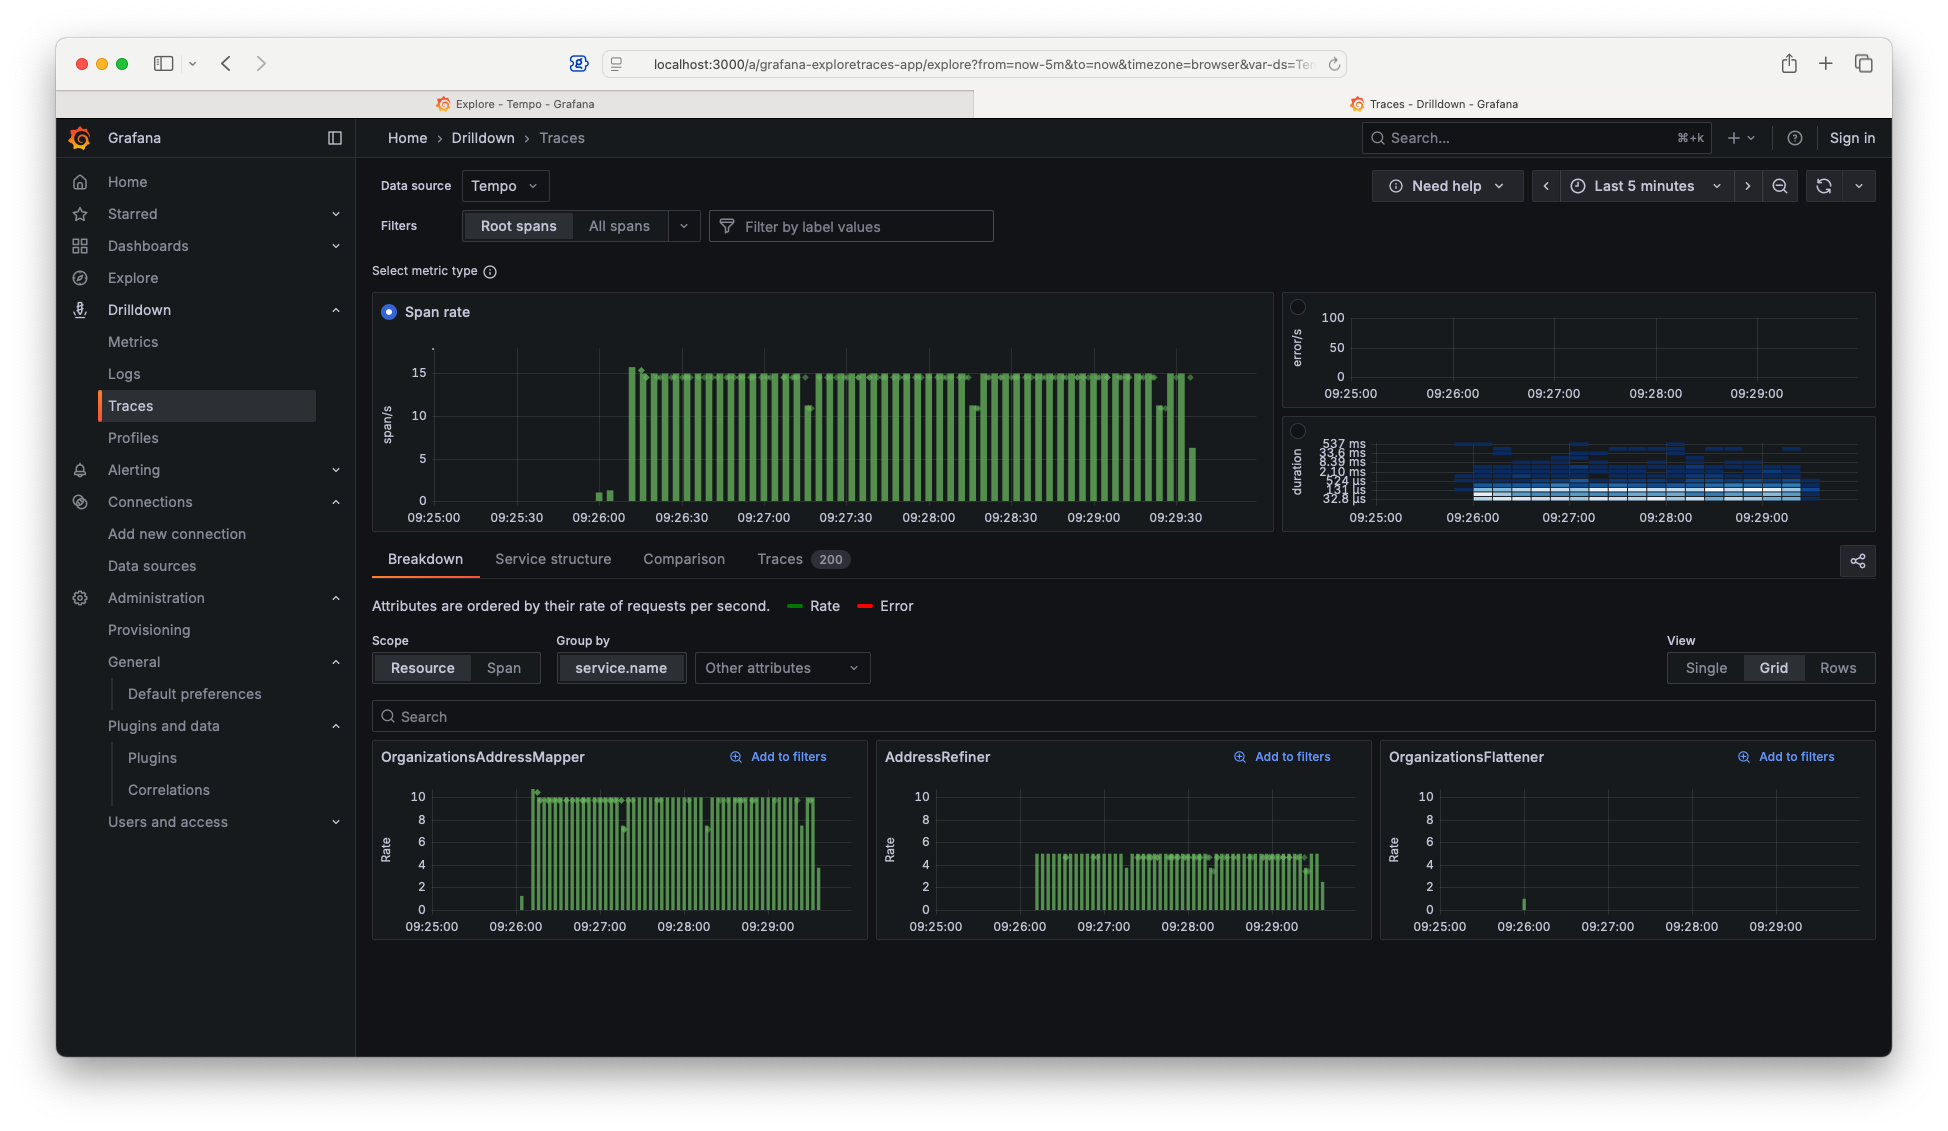 localhost:3000/a/grafana-exploretraces-app/explore?from=now-5m&to=now&timezone=browser&var-ds=Ten
Explore - Tempo - Grafana
Traces - Drilldown - Grafana
Grafana
Home › Drilldown › Traces
Search... ⌘+k
Sign in
Home
Starred
Dashboards
Explore
Drilldown
Metrics
Logs
Traces
Profiles
Alerting
Connections
Add new connection
Data sources
Administration
Provisioning
General
Default preferences
Plugins and data
Plugins
Correlations
Users and access
Data source Tempo
Need help
Last 5 minutes
Filters Root spans All spans Filter by label values
Select metric type
Span rate
span/s
15
10
5
0
09:25:00 09:25:30 09:26:00 09:26:30 09:27:00 09:27:30 09:28:00 09:28:30 09:29:00 09:29:30
error/s
100
50
0
09:25:00 09:26:00 09:27:00 09:28:00 09:29:00
duration
537 ms
33.6 ms
8.39 ms
2.10 ms
524 µs
131 µs
32.8 µs
09:25:00 09:26:00 09:27:00 09:28:00 09:29:00
Breakdown Service structure Comparison Traces 200
Attributes are ordered by their rate of requests per second. Rate Error
Scope
Resource Span
Group by
service.name Other attributes
View
Single Grid Rows
Search
OrganizationsAddressMapper Add to filters
Rate
10
8
6
4
2
0
09:25:00 09:26:00 09:27:00 09:28:00 09:29:00
AddressRefiner Add to filters
Rate
10
8
6
4
2
0
09:25:00 09:26:00 09:27:00 09:28:00 09:29:00
OrganizationsFlattener Add to filters
Rate
10
8
6
4
2
0
09:25:00 09:26:00 09:27:00 09:28:00 09:29:00